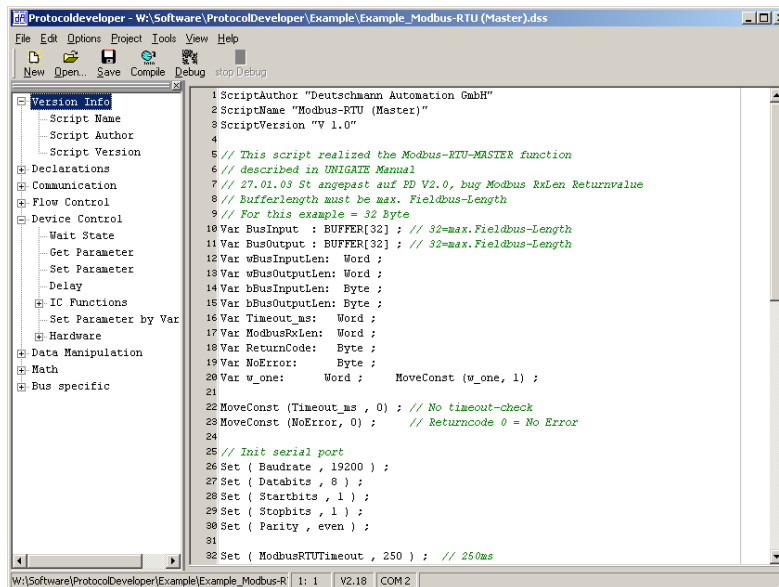 Protocoldeveloper - W:\Software\ProtocolDeveloper\Example\Example_Modbus-RTU (Master).dss
File Edit Options Project Tools View Help
New Open... Save Compile Debug stop Debug
Version Info
Script Name
Script Author
Script Version
Declarations
Communication
Flow Control
Device Control
Wait State
Get Parameter
Set Parameter
Delay
IC Functions
Set Parameter by Var
Hardware
Data Manipulation
Math
Bus specific
1 ScriptAuthor "Deutschmann Automation GmbH"
2 ScriptName "Modbus-RTU (Master)"
3 ScriptVersion "V 1.0"
4
5 // This script realized the Modbus-RTU-MASTER function
6 // described in UNIGATE Manual
7 // 27.01.03 St angepast auf PD V2.0, bug Modbus RxLen Returnvalue
8 // Bufferlength must be max. Fieldbus-Length
9 // For this example = 32 Byte
10 Var BusInput : BUFFER[32] ; // 32=max.Fieldbus-Length
11 Var BusOutput : BUFFER[32] ; // 32=max.Fieldbus-Length
12 Var wBusInputLen: Word ;
13 Var wBusOutputLen: Word ;
14 Var bBusInputLen: Byte ;
15 Var bBusOutputLen: Byte ;
16 Var Timeout_ms: Word ;
17 Var ModbusRxLen: Word ;
18 Var ReturnCode: Byte ;
19 Var NoError: Byte ;
20 Var w_one: Word ; MoveConst (w_one, 1) ;
21
22 MoveConst (Timeout_ms , 0) ; // No timeout-check
23 MoveConst (NoError, 0) ; // Returncode 0 = No Error
24
25 // Init serial port
26 Set ( Baudrate , 19200 ) ;
27 Set ( Databits , 8 ) ;
28 Set ( Startbits , 1 ) ;
29 Set ( Stopbits , 1 ) ;
30 Set ( Parity , even ) ;
31
32 Set ( ModbusRTUTimeout , 250 ) ; // 250ms
W:\Software\ProtocolDeveloper\Example\Example_Modbus-R 1: 1 V2.18 COM 2